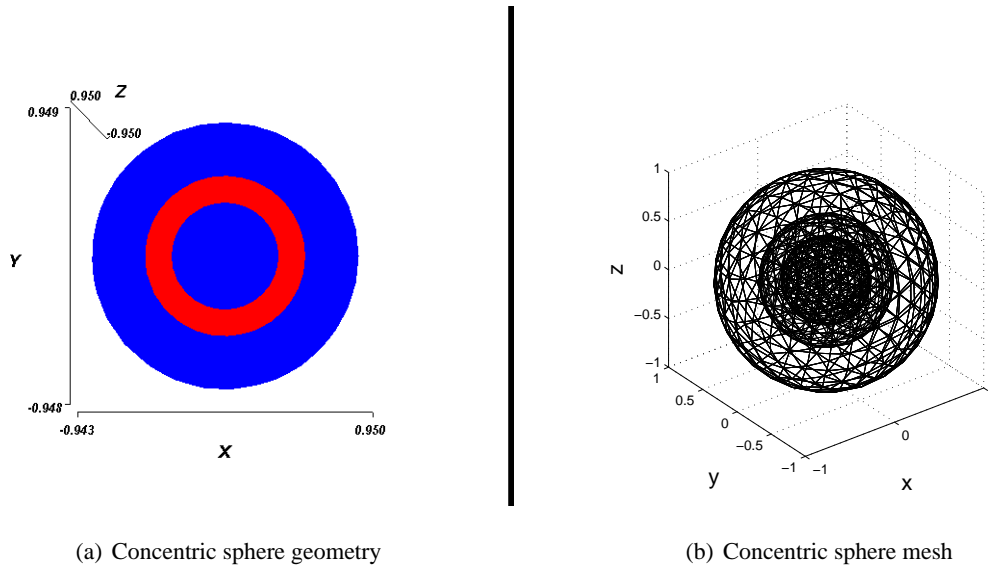 0.950 Z
0.949
-0.950
Y
-0.948
-0.943 0.950
X
(a) Concentric sphere geometry
1
0.5
0
−0.5
−1
z
1
0.5
0
−0.5
−1
y
−1
0
x
(b) Concentric sphere mesh